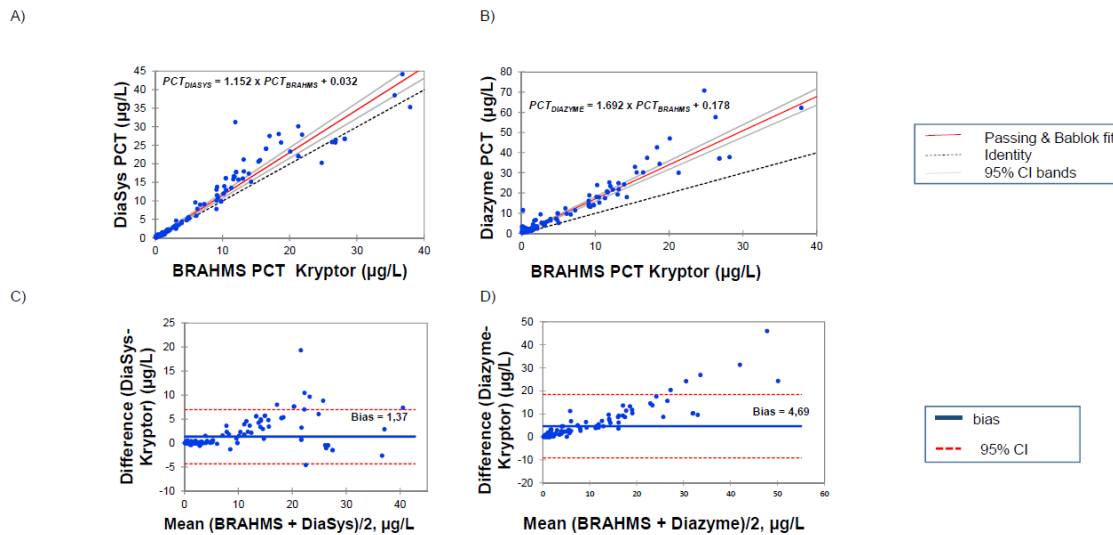 A)
B)
DiaSys PCT (µg/L)
45
40
35
30
25
20
15
10
5
0
PCT_DIASYS = 1.152 x PCT_BRAHMS + 0.032
0 10 20 30 40
BRAHMS PCT Kryptor (µg/L)
Diazyme PCT (µg/L)
80
70
60
50
40
30
20
10
0
PCT_DIAZYME = 1.692 x PCT_BRAHMS + 0.178
0 10 20 30 40
BRAHMS PCT Kryptor (µg/L)
Passing & Bablok fit
Identity
95% CI bands
C)
D)
Difference (DiaSys-
Kryptor) (µg/L)
25
20
15
10
5
0
-5
-10
Bias = 1,37
0 10 20 30 40
Mean (BRAHMS + DiaSys)/2, µg/L
Difference (Diazyme-
Kryptor) (µg/L)
50
40
30
20
10
0
-10
-20
Bias = 4,69
0 10 20 30 40 50 60
Mean (BRAHMS + Diazyme)/2, µg/L
bias
95% CI